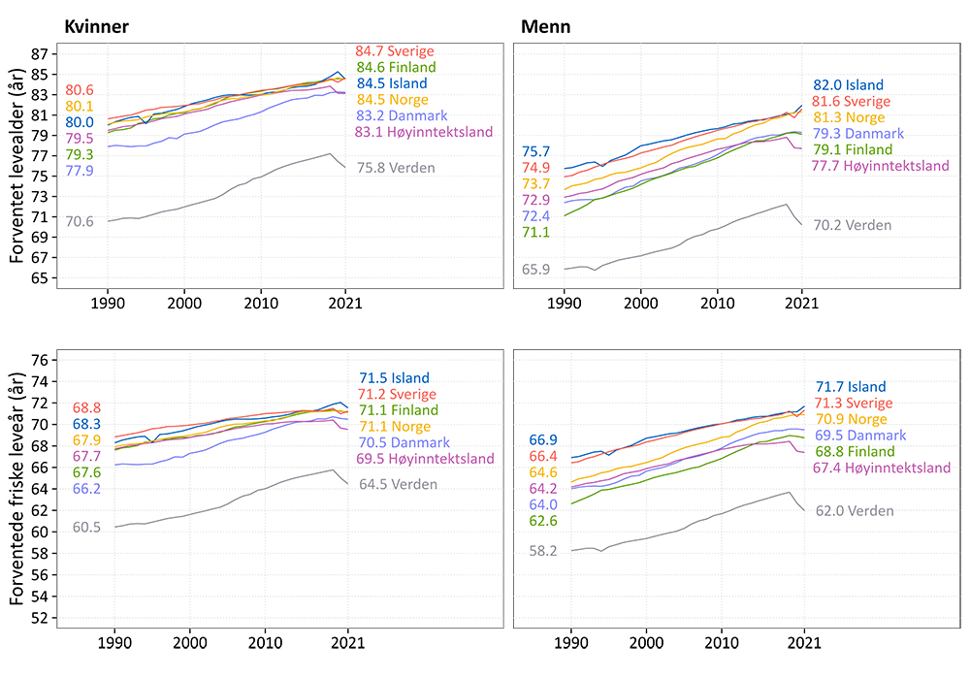 Kvinner
Menn
Forventet levealder (år)
87
85
83
81
79
77
75
73
71
69
67
65
80.6
80.1
80.0
79.5
79.3
77.9
70.6
84.7 Sverige
84.6 Finland
84.5 Island
84.5 Norge
83.2 Danmark
83.1 Høyinntektsland
75.8 Verden
1990
2000
2010
2021
75.7
74.9
73.7
72.9
72.4
71.1
65.9
82.0 Island
81.6 Sverige
81.3 Norge
79.3 Danmark
79.1 Finland
77.7 Høyinntektsland
70.2 Verden
1990
2000
2010
2021
Forventede friske leveår (år)
76
74
72
70
68
66
64
62
60
58
56
54
52
68.8
68.3
67.9
67.7
67.6
66.2
60.5
71.5 Island
71.2 Sverige
71.1 Finland
71.1 Norge
70.5 Danmark
69.5 Høyinntektsland
64.5 Verden
1990
2000
2010
2021
66.9
66.4
64.6
64.2
64.0
62.6
58.2
71.7 Island
71.3 Sverige
70.9 Norge
69.5 Danmark
68.8 Finland
67.4 Høyinntektsland
62.0 Verden
1990
2000
2010
2021